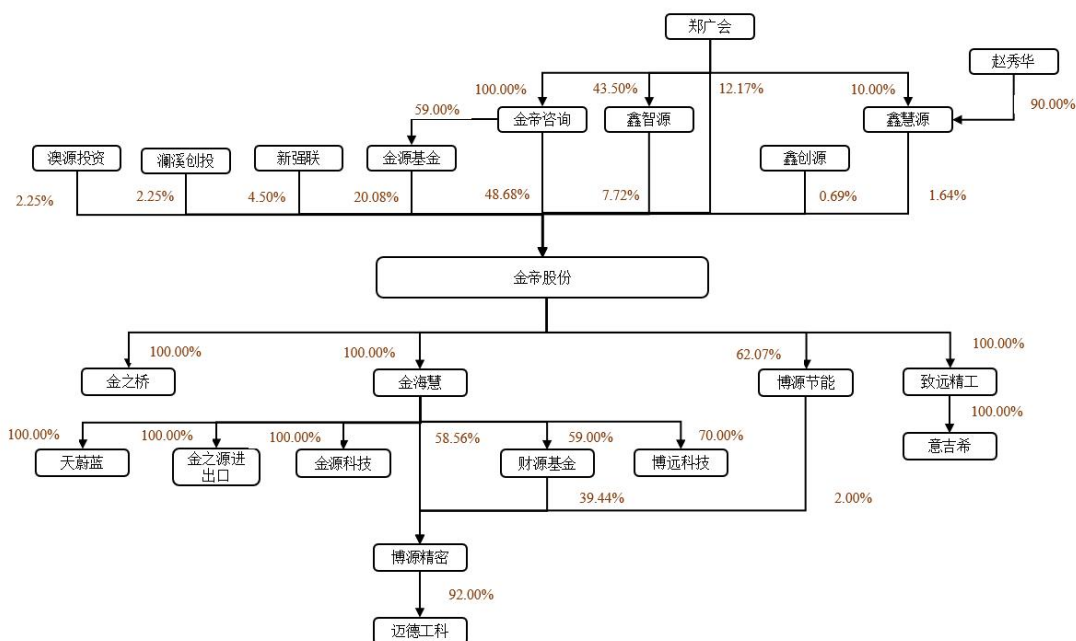 郑广会
赵秀华
100.00%
43.50%
12.17%
10.00%
90.00%
59.00%
金帝咨询
鑫智源
鑫慧源
澳源投资
澜溪创投
新强联
金源基金
鑫创源
2.25%
2.25%
4.50%
20.08%
48.68%
7.72%
0.69%
1.64%
金帝股份
100.00%
100.00%
62.07%
100.00%
金之桥
金海慧
博源节能
致远精工
100.00%
100.00%
100.00%
58.56%
59.00%
70.00%
100.00%
天蔚蓝
金之源进
出口
金源科技
财源基金
博远科技
意吉希
39.44%
2.00%
博源精密
92.00%
迈德工科